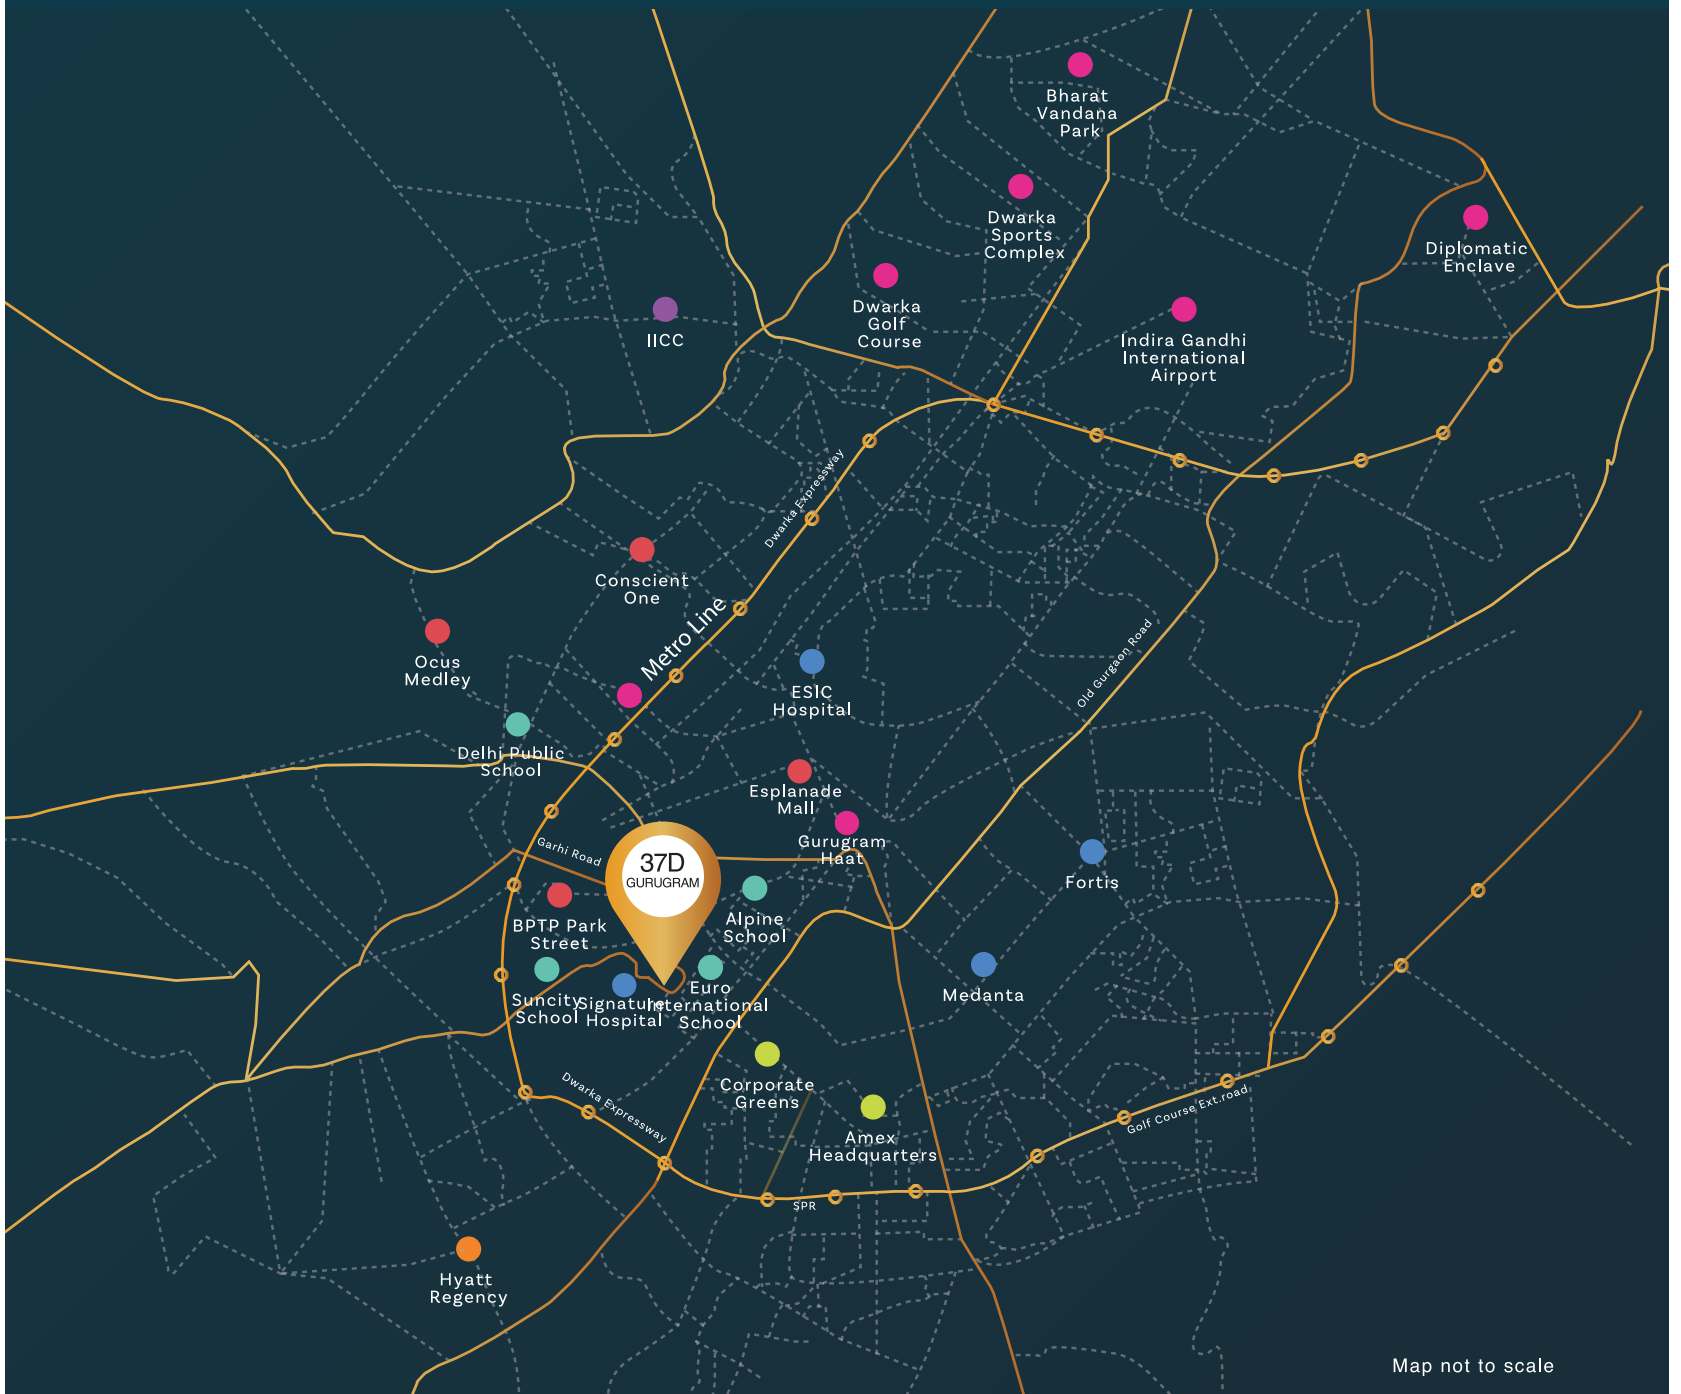 Bharat
Vandana
Park
Dwarka
Sports
Complex
Diplomatic
Enclave
Dwarka
Golf
Course
IICC
Indira Gandhi
International
Airport
Dwarka Expressway
Conscient
One
Metro Line
Ocus
Medley
ESIC
Hospital
Old Gurgaon Road
Delhi Public
School
Esplanade
Mall
Gurugram
Haat
Garhi Road
37D
GURUGRAM
Fortis
BPTP Park
Street
Alpine
School
Suncity
School
Signature
Hospital
Euro
International
School
Medanta
Corporate
Greens
Dwarka Expressway
Amex
Headquarters
Golf Course Ext.road
SPR
Hyatt
Regency
Map not to scale